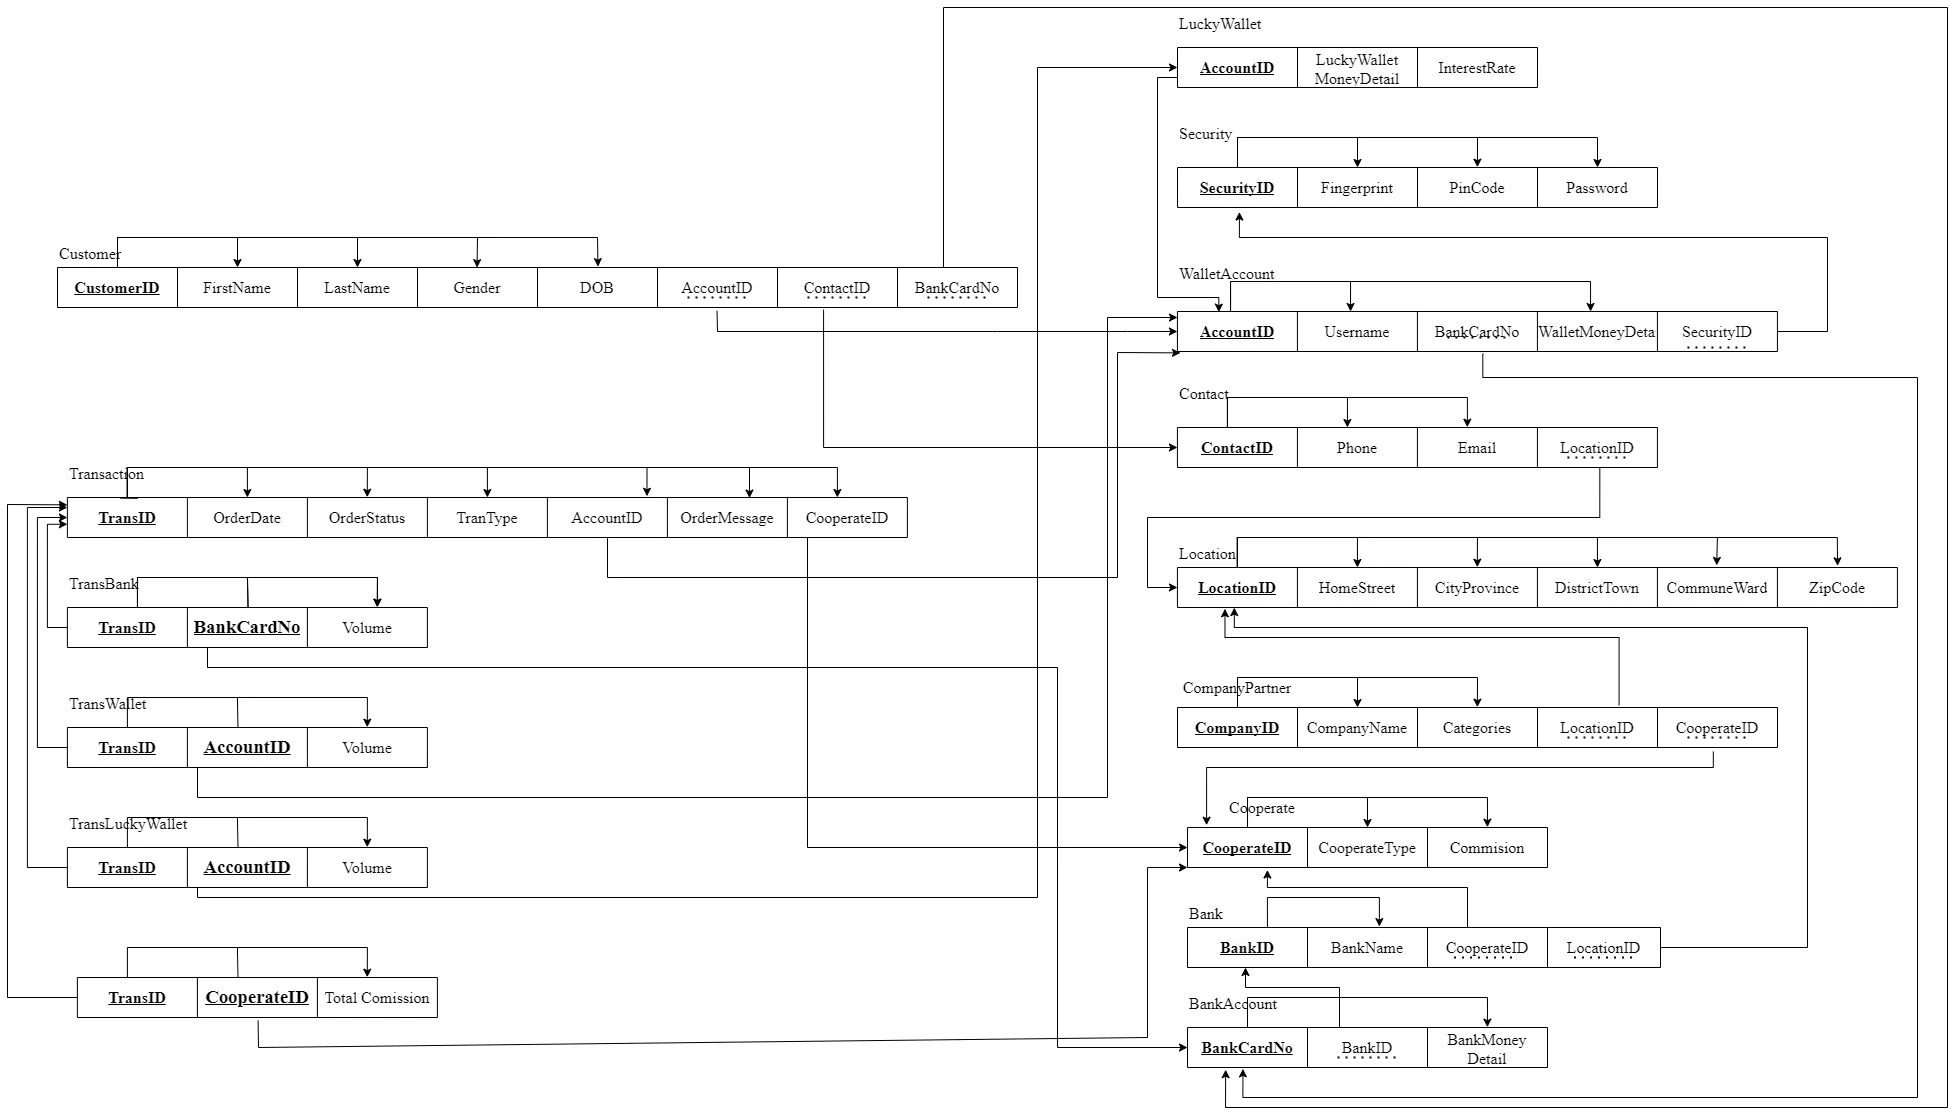 LuckyWallet
AccountID
LuckyWallet
MoneyDetail
InterestRate
Security
SecurityID
Fingerprint
PinCode
Password
Customer
CustomerID
FirstName
LastName
Gender
DOB
AccountID
ContactID
BankCardNo
WalletAccount
AccountID
Username
BankCardNo
WalletMoneyDeta
SecurityID
Contact
ContactID
Phone
Email
LocationID
Transaction
TransID
OrderDate
OrderStatus
TranType
AccountID
OrderMessage
CooperateID
Location
LocationID
HomeStreet
CityProvince
DistrictTown
CommuneWard
ZipCode
TransBank
TransID
BankCardNo
Volume
CompanyPartner
CompanyID
CompanyName
Categories
LocationID
CooperateID
TransWallet
TransID
AccountID
Volume
Cooperate
CooperateID
CooperateType
Commision
TransLuckyWallet
TransID
AccountID
Volume
Bank
BankID
BankName
CooperateID
LocationID
TransID
CooperateID
Total Comission
BankAccount
BankCardNo
BankID
BankMoney
Detail